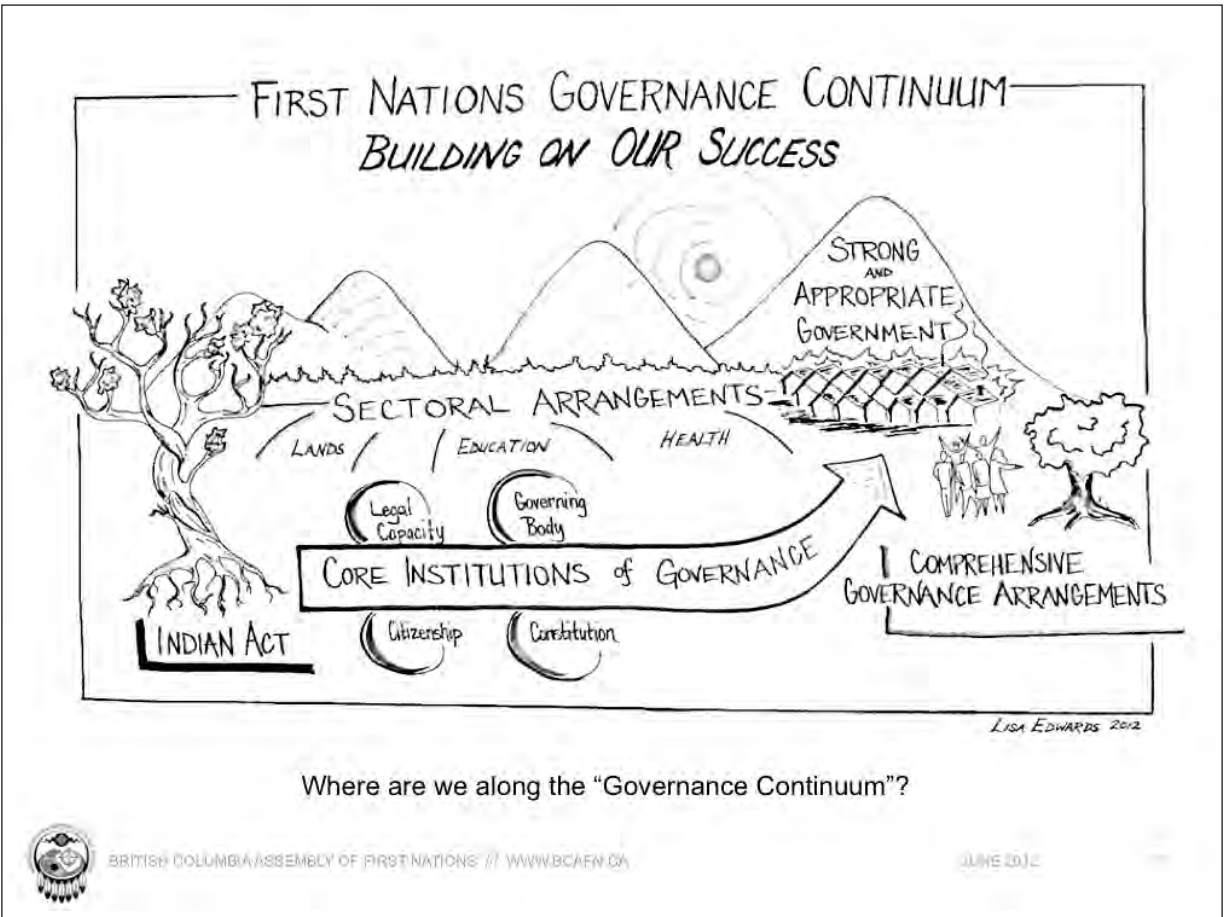 FIRST NATIONS GOVERNANCE CONTINUUM
BUILDING ON OUR SUCCESS
STRONG
AND
APPROPRIATE
GOVERNMENT
SECTORAL ARRANGEMENTS
LANDS
EDUCATION
HEALTH
Legal
Capacity
Governing
Body
CORE INSTITUTIONS of GOVERNANCE
Citizenship
Constitution
INDIAN ACT
COMPREHENSIVE
GOVERNANCE ARRANGEMENTS
LISA EDWARDS 2012
Where are we along the “Governance Continuum”?
BRITISH COLUMBIA ASSEMBLY OF FIRST NATIONS // WWW.BCAFN.CA
JUNE 2012